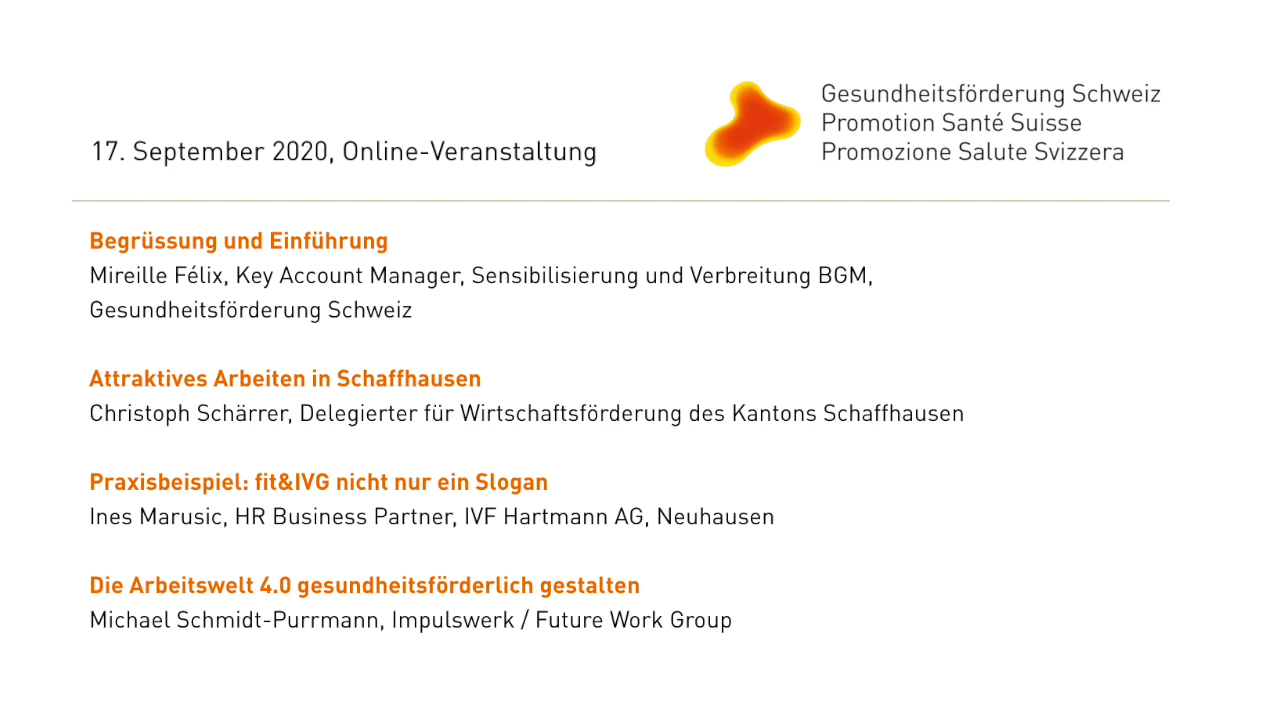 17. September 2020, Online-Veranstaltung
Gesundheitsförderung Schweiz
Promotion Santé Suisse
Promozione Salute Svizzera
Begrüssung und Einführung
Mireille Félix, Key Account Manager, Sensibilisierung und Verbreitung BGM,
Gesundheitsförderung Schweiz
Attraktives Arbeiten in Schaffhausen
Christoph Schärrer, Delegierter für Wirtschaftsförderung des Kantons Schaffhausen
Praxisbeispiel: fit&IVG nicht nur ein Slogan
Ines Marusic, HR Business Partner, IVF Hartmann AG, Neuhausen
Die Arbeitswelt 4.0 gesundheitsförderlich gestalten
Michael Schmidt-Purrmann, Impulswerk / Future Work Group